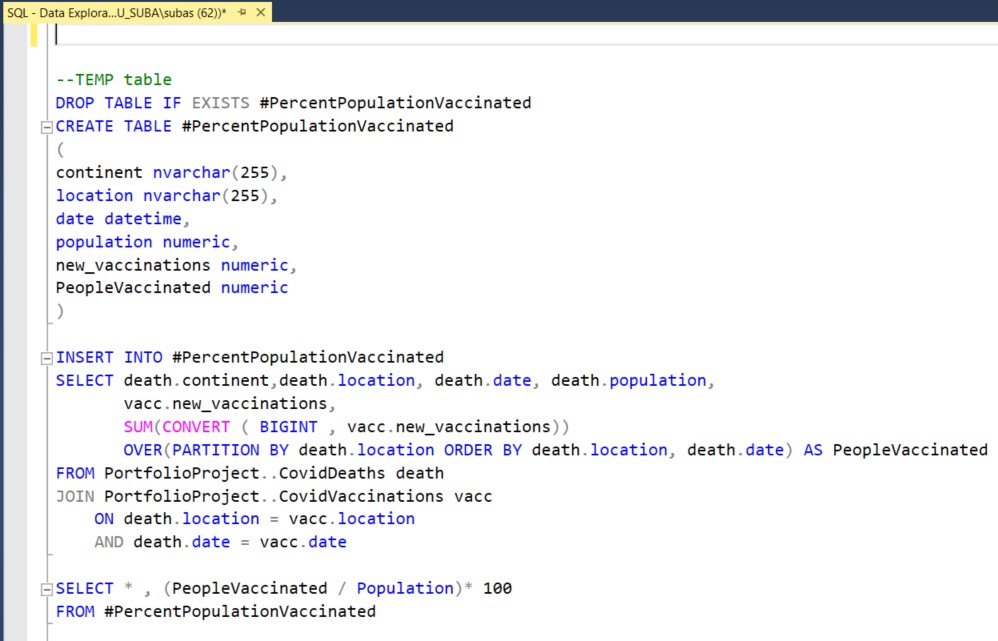 SQL - Data Explora...U_SUBA\subas (62))*
--TEMP table
DROP TABLE IF EXISTS #PercentPopulationVaccinated
CREATE TABLE #PercentPopulationVaccinated
(
continent nvarchar(255),
location nvarchar(255),
date datetime,
population numeric,
new_vaccinations numeric,
PeopleVaccinated numeric
)
INSERT INTO #PercentPopulationVaccinated
SELECT death.continent,death.location, death.date, death.population,
vacc.new_vaccinations,
SUM(CONVERT ( BIGINT , vacc.new_vaccinations))
OVER(PARTITION BY death.location ORDER BY death.location, death.date) AS PeopleVaccinated
FROM PortfolioProject..CovidDeaths death
JOIN PortfolioProject..CovidVaccinations vacc
ON death.location = vacc.location
AND death.date = vacc.date
SELECT * , (PeopleVaccinated / Population)* 100
FROM #PercentPopulationVaccinated